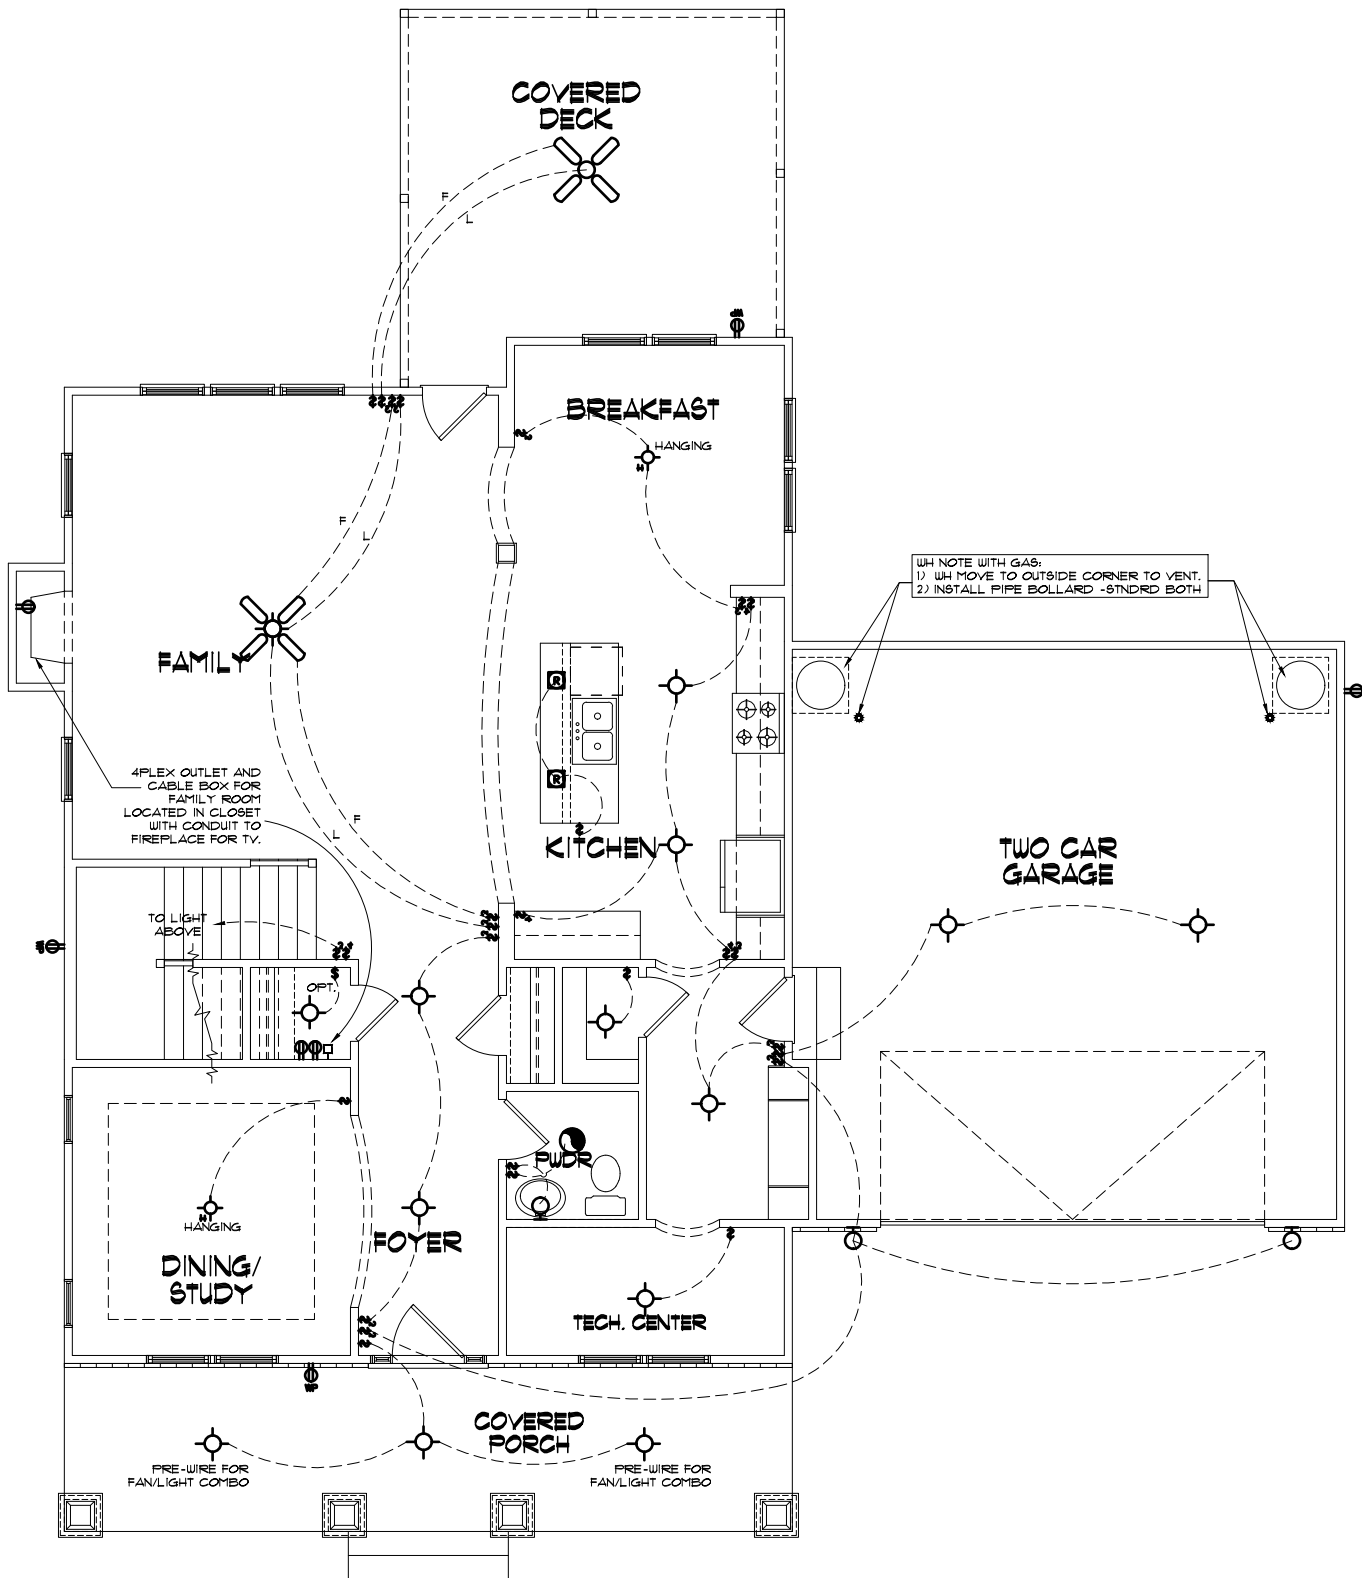 COVERED
DECK
F
L
WP
BREAKFAST
HANGING
H
F
L
WH NOTE WITH GAS:
1) WH MOVE TO OUTSIDE CORNER TO VENT.
2) INSTALL PIPE BOLLARD -STNDRD BOTH
FAMILY
R
R
4PLEX OUTLET AND
CABLE BOX FOR
FAMILY ROOM
LOCATED IN CLOSET
WITH CONDUIT TO
FIREPLACE FOR TV.
F
L
KITCHEN
TWO CAR
GARAGE
TO LIGHT
ABOVE
WP
OPT.
PWDR
H
HANGING
FOYER
DINING/
STUDY
TECH. CENTER
WP
COVERED
PORCH
PRE-WIRE FOR
FAN/LIGHT COMBO
PRE-WIRE FOR
FAN/LIGHT COMBO